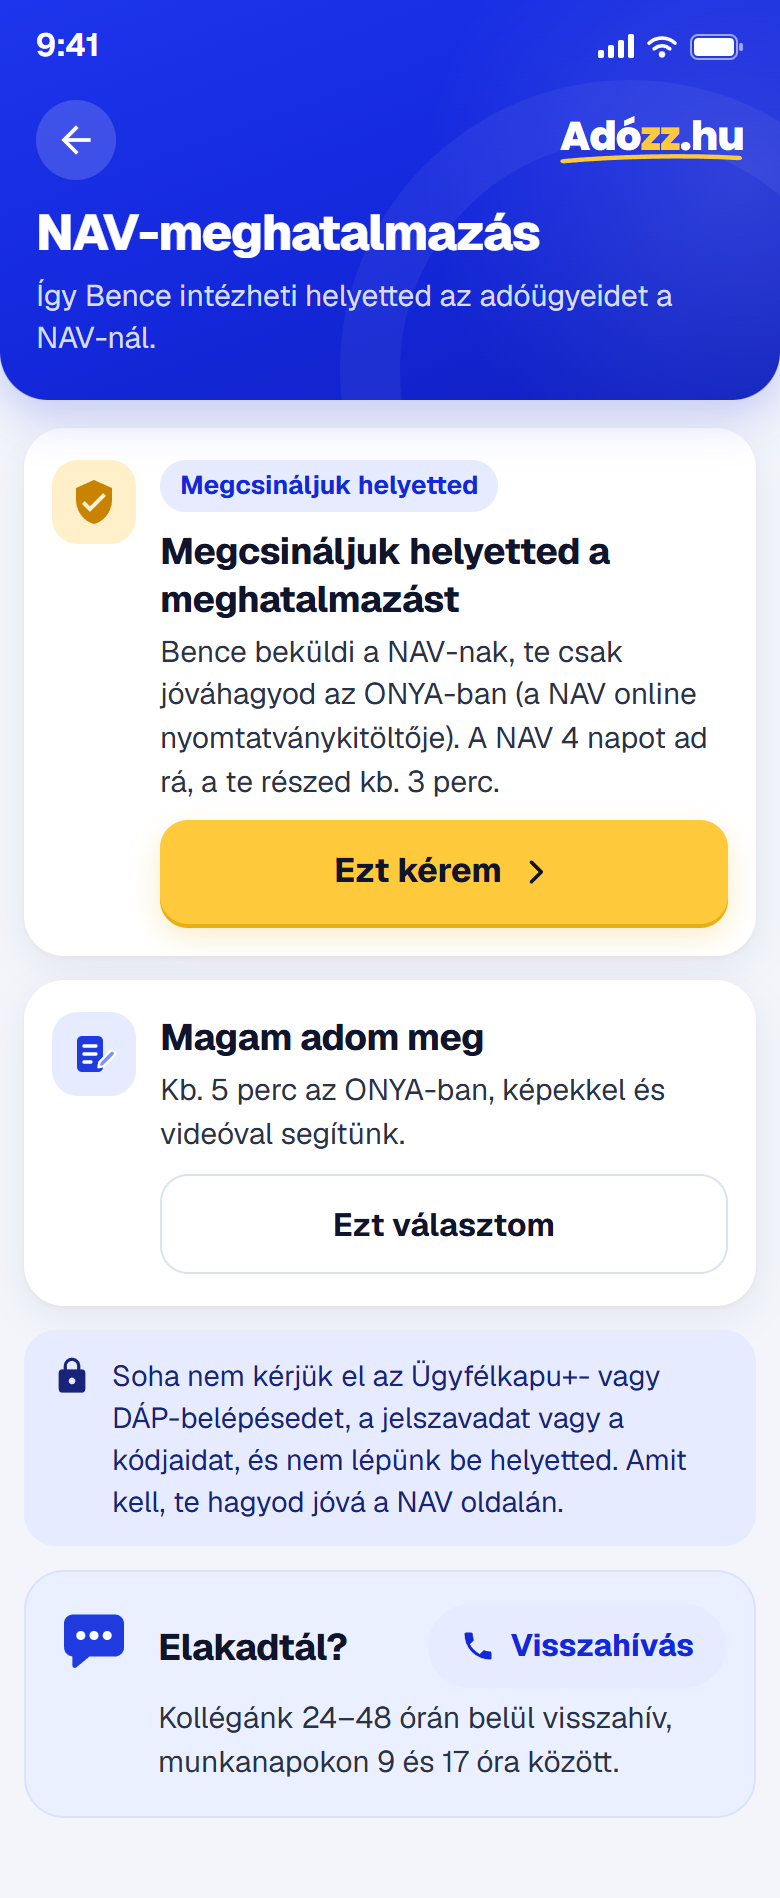 9:41
Adózz.hu
NAV-meghatalmazás
Így Bence intézheti helyetted az adóügyeidet a
NAV-nál.
Megcsináljuk helyetted
Megcsináljuk helyetted a
meghatalmazást
Bence beküldi a NAV-nak, te csak
jóváhagyod az ONYA-ban (a NAV online
nyomtatványkitöltője). A NAV 4 napot ad
rá, a te részed kb. 3 perc.
Ezt kérem
Magam adom meg
Kb. 5 perc az ONYA-ban, képekkel és
videóval segítünk.
Ezt választom
Soha nem kérjük el az Ügyfélkapu+- vagy
DÁP-belépésedet, a jelszavadat vagy a
kódjaidat, és nem lépünk be helyetted. Amit
kell, te hagyod jóvá a NAV oldalán.
Elakadtál?
Visszahívás
Kollégánk 24–48 órán belül visszahív,
munkanapokon 9 és 17 óra között.